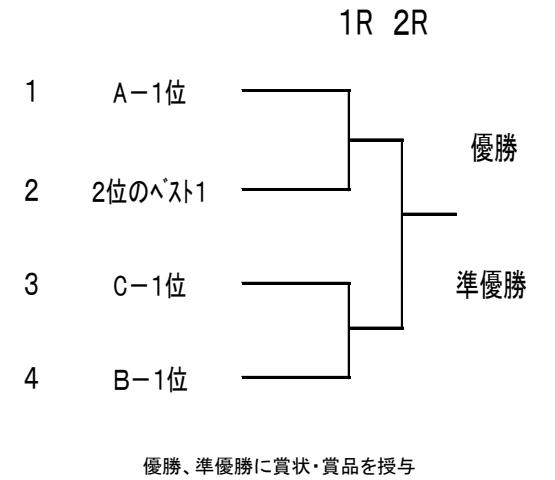 1R 2R
1 A－1位
優勝
2 2位のベスト1
3 C－1位
準優勝
4 B－1位
優勝、準優勝に賞状・賞品を授与